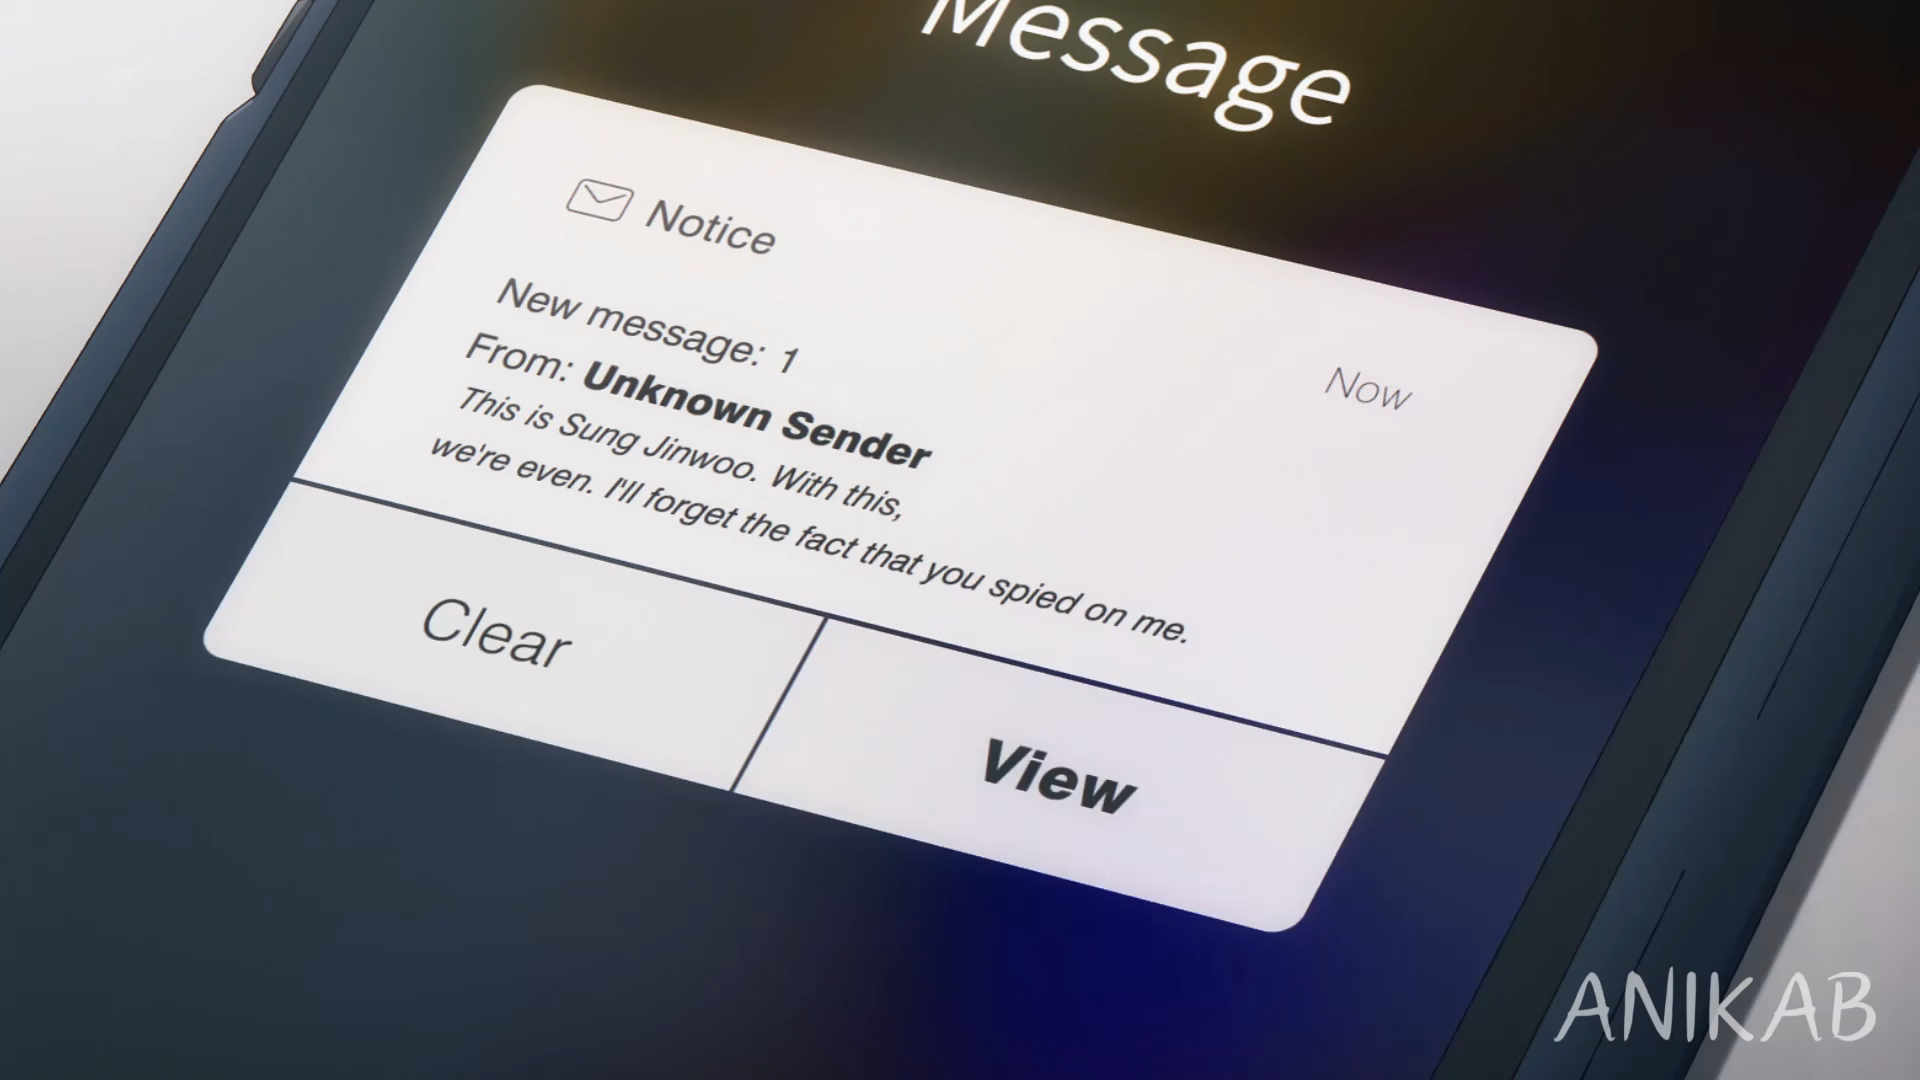 Message
Notice
Now
New message: 1
From: Unknown Sender
This is Sung Jinwoo. With this,
we're even. I'll forget the fact that you spied on me.
Clear
View
ANIKAB